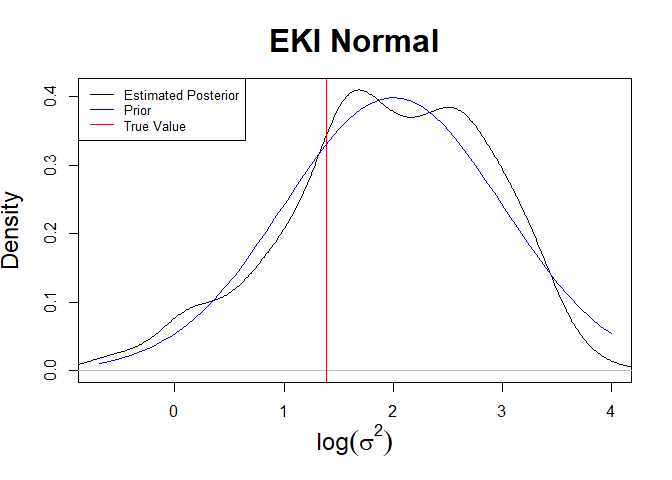 EKI Normal
Estimated Posterior
Prior
True Value
Density
0.0
0.1
0.2
0.3
0.4
0
1
2
3
4
log(σ²)